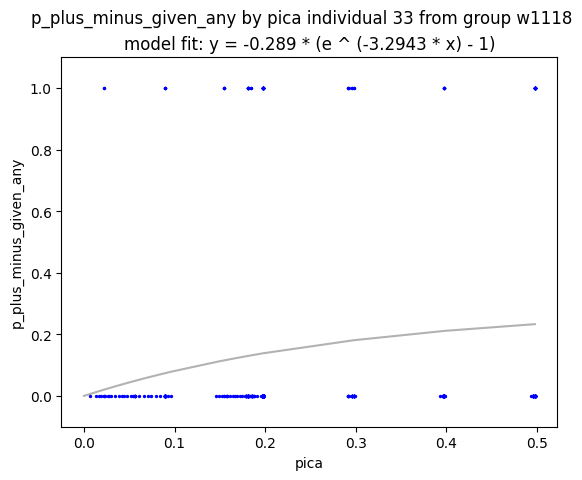 p_plus_minus_given_any by pica individual 33 from group w1118
model fit: y = -0.289 * (e ^ (-3.2943 * x) - 1)
p_plus_minus_given_any
1.0
0.8
0.6
0.4
0.2
0.0
0.0 0.1 0.2 0.3 0.4 0.5
pica